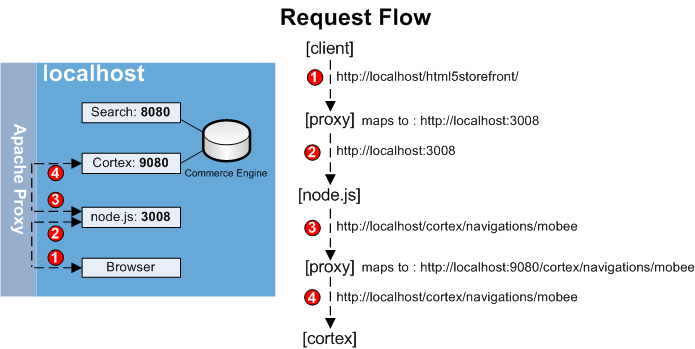 Request Flow
localhost
Apache Proxy
Search: 8080
Cortex: 9080
Commerce Engine
4
3
node.js: 3008
2
1
Browser
[client]
1 http://localhost/html5storefront/
[proxy] maps to : http://localhost:3008
2 http://localhost:3008
[node.js]
3 http://localhost/cortex/navigations/mobee
[proxy] maps to : http://localhost:9080/cortex/navigations/mobee
4 http://localhost/cortex/navigations/mobee
[cortex]